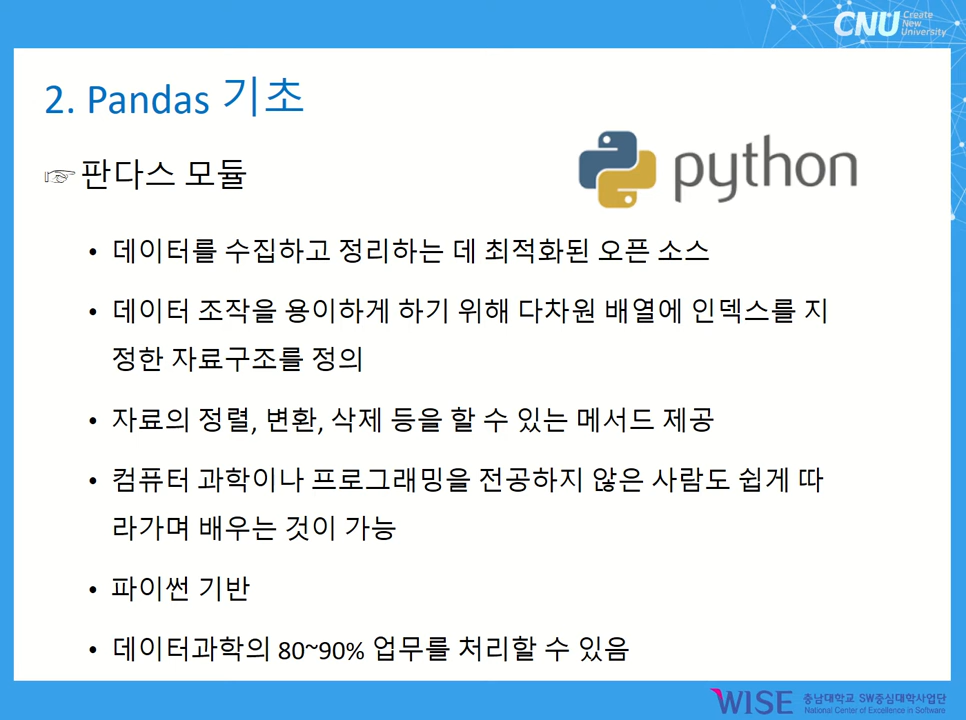 CNU Create
New
University
2. Pandas 기초
☞판다스 모듈
python
• 데이터를 수집하고 정리하는 데 최적화된 오픈 소스
• 데이터 조작을 용이하게 하기 위해 다차원 배열에 인덱스를 지
정한 자료구조를 정의
• 자료의 정렬, 변환, 삭제 등을 할 수 있는 메서드 제공
• 컴퓨터 과학이나 프로그래밍을 전공하지 않은 사람도 쉽게 따
라가며 배우는 것이 가능
• 파이썬 기반
• 데이터과학의 80~90% 업무를 처리할 수 있음
WISE 충남대학교 SW중심대학사업단
National Center of Excellence in Software